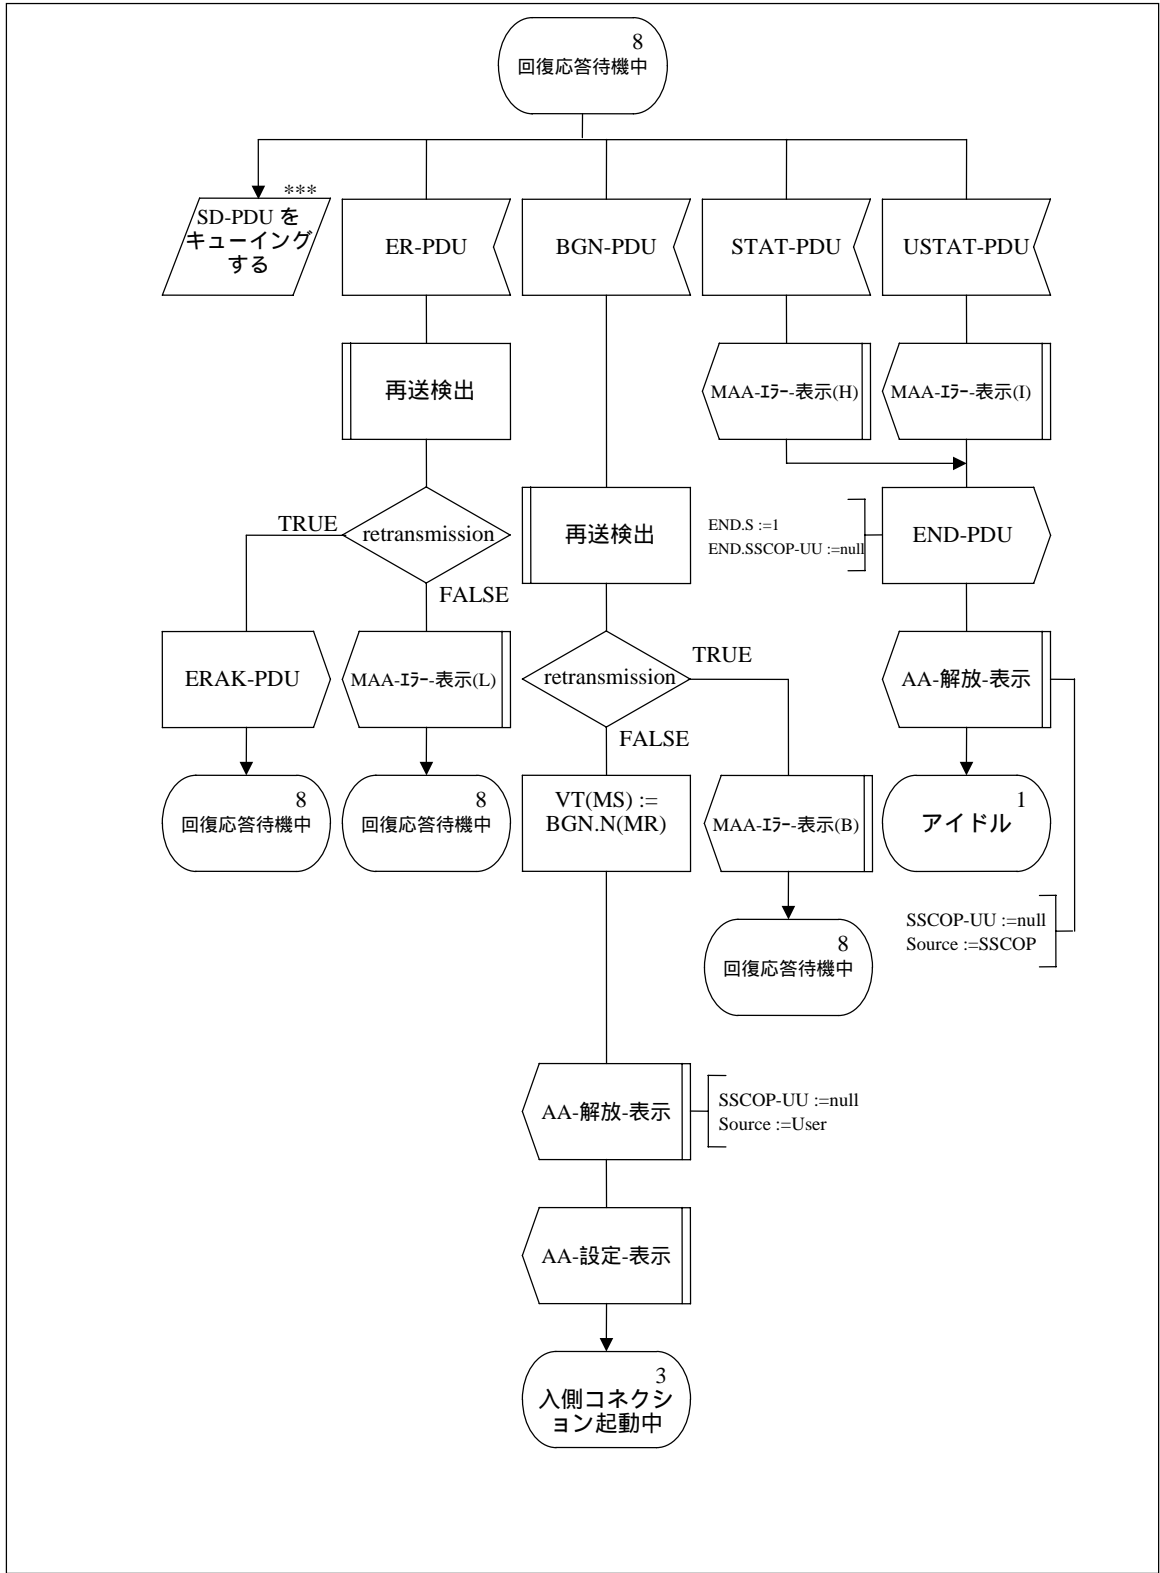 8
回復応答待機中
***
SD-PDU を
キューイング
する
ER-PDU
BGN-PDU
STAT-PDU
USTAT-PDU
再送検出
MAA-ｴﾗｰ-表示(H)
MAA-ｴﾗｰ-表示(I)
TRUE
retransmission
FALSE
再送検出
END.S :=1
END.SSCOP-UU :=null
END-PDU
ERAK-PDU
MAA-ｴﾗｰ-表示(L)
retransmission
TRUE
FALSE
AA-解放-表示
8
回復応答待機中
8
回復応答待機中
VT(MS) :=
BGN.N(MR)
MAA-ｴﾗｰ-表示(B)
1
アイドル
SSCOP-UU :=null
Source :=SSCOP
8
回復応答待機中
AA-解放-表示
SSCOP-UU :=null
Source :=User
AA-設定-表示
3
入側コネクシ
ョン起動中